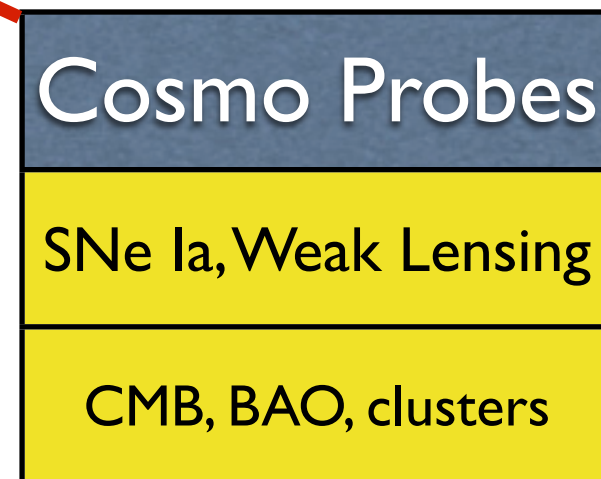 Cosmo Probes
SNe Ia, Weak Lensing
CMB, BAO, clusters